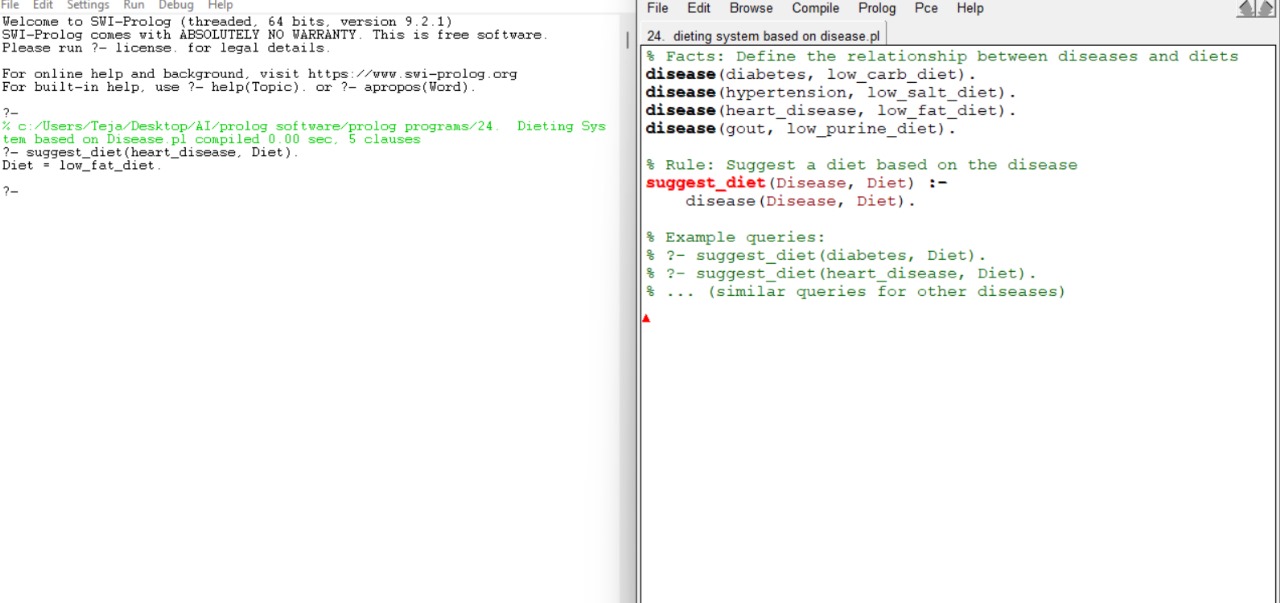 File Edit Settings Run Debug Help
Welcome to SWI-Prolog (threaded, 64 bits, version 9.2.1)
SWI-Prolog comes with ABSOLUTELY NO WARRANTY. This is free software.
Please run ?- license. for legal details.
For online help and background, visit https://www.swi-prolog.org
For built-in help, use ?- help(Topic). or ?- apropos(Word).
?-
% c:/Users/Teja/Desktop/AI/prolog software/prolog programs/24.  Dieting Sys
tem based on Disease.pl compiled 0.00 sec, 5 clauses
?- suggest_diet(heart_disease, Diet).
Diet = low_fat_diet.
?-
File Edit Browse Compile Prolog Pce Help
24.  dieting system based on disease.pl
% Facts: Define the relationship between diseases and diets
disease(diabetes, low_carb_diet).
disease(hypertension, low_salt_diet).
disease(heart_disease, low_fat_diet).
disease(gout, low_purine_diet).
% Rule: Suggest a diet based on the disease
suggest_diet(Disease, Diet) :-
    disease(Disease, Diet).
% Example queries:
% ?- suggest_diet(diabetes, Diet).
% ?- suggest_diet(heart_disease, Diet).
% ... (similar queries for other diseases)